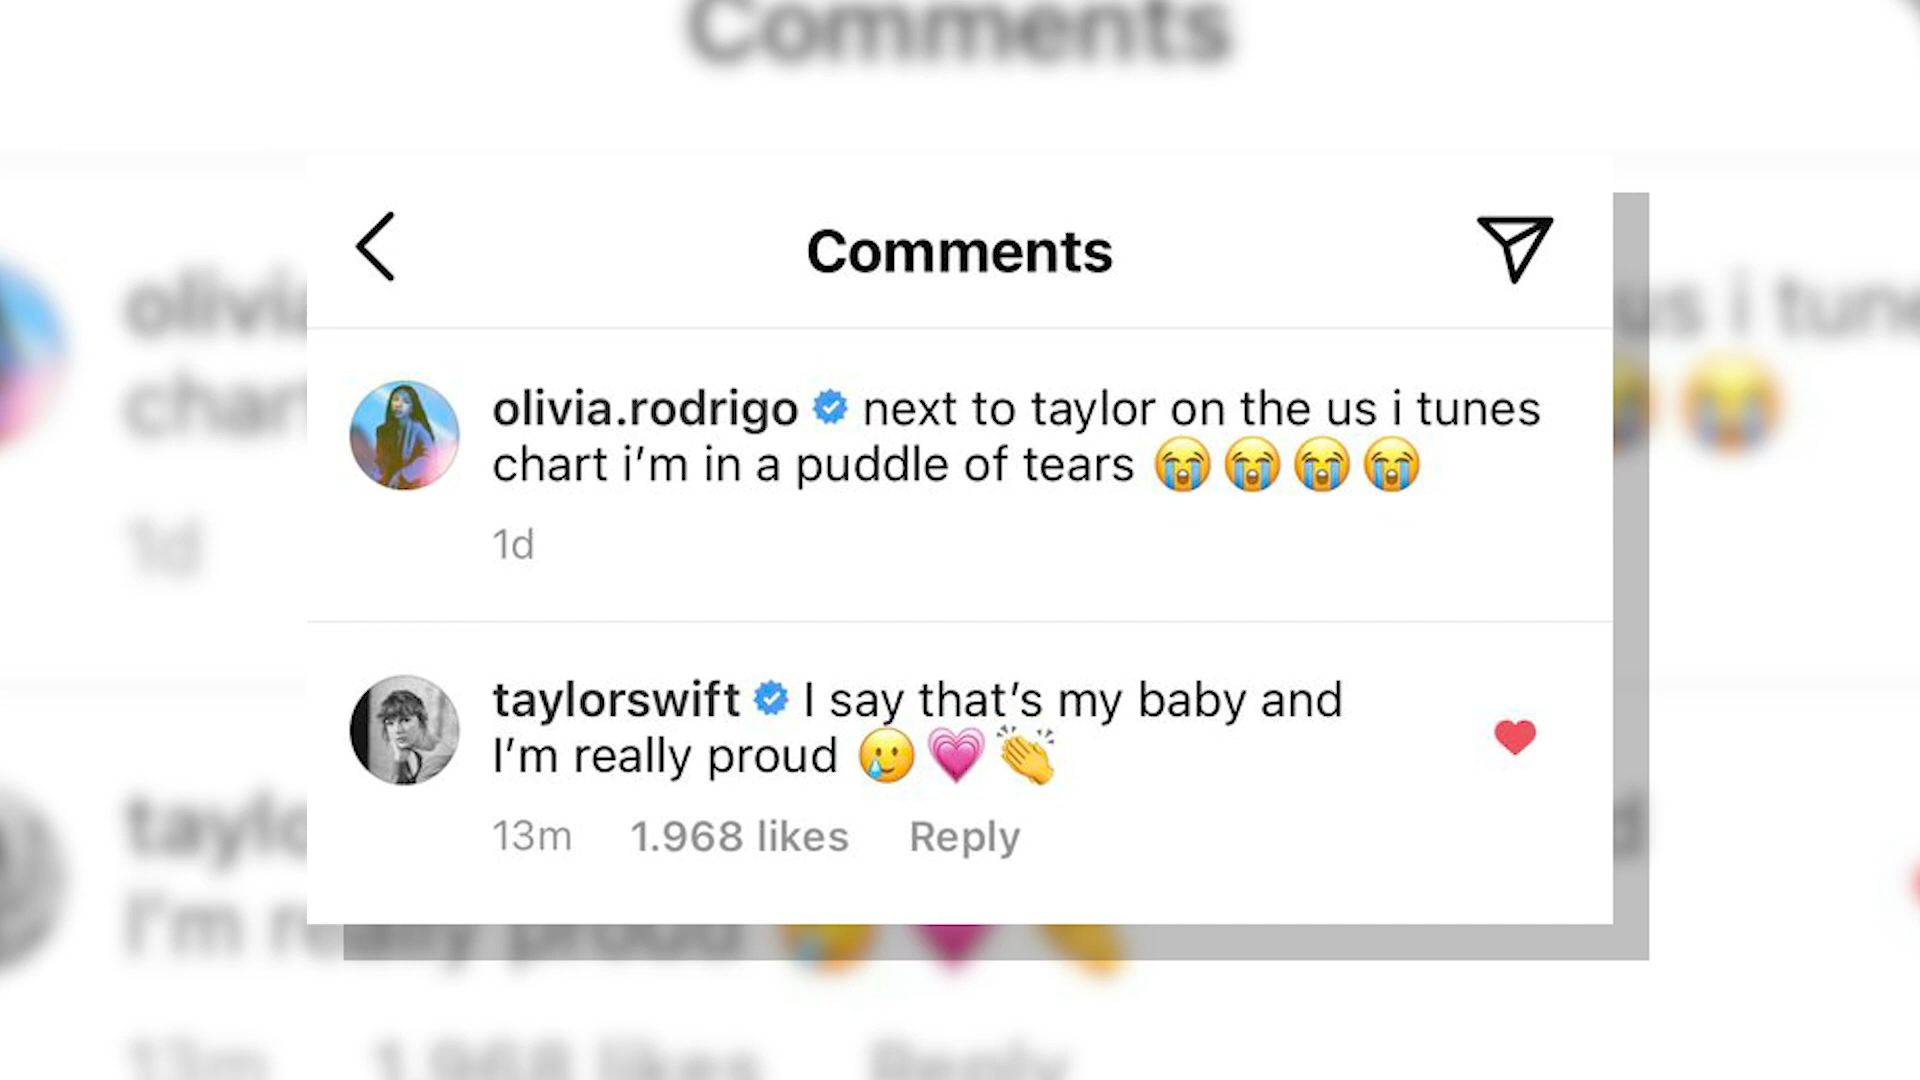 Comments
olivia.rodrigo next to taylor on the us i tunes
chart i’m in a puddle of tears 😭😭😭😭
1d
taylorswift I say that’s my baby and
I’m really proud 🥲💗👏
13m 1.968 likes Reply